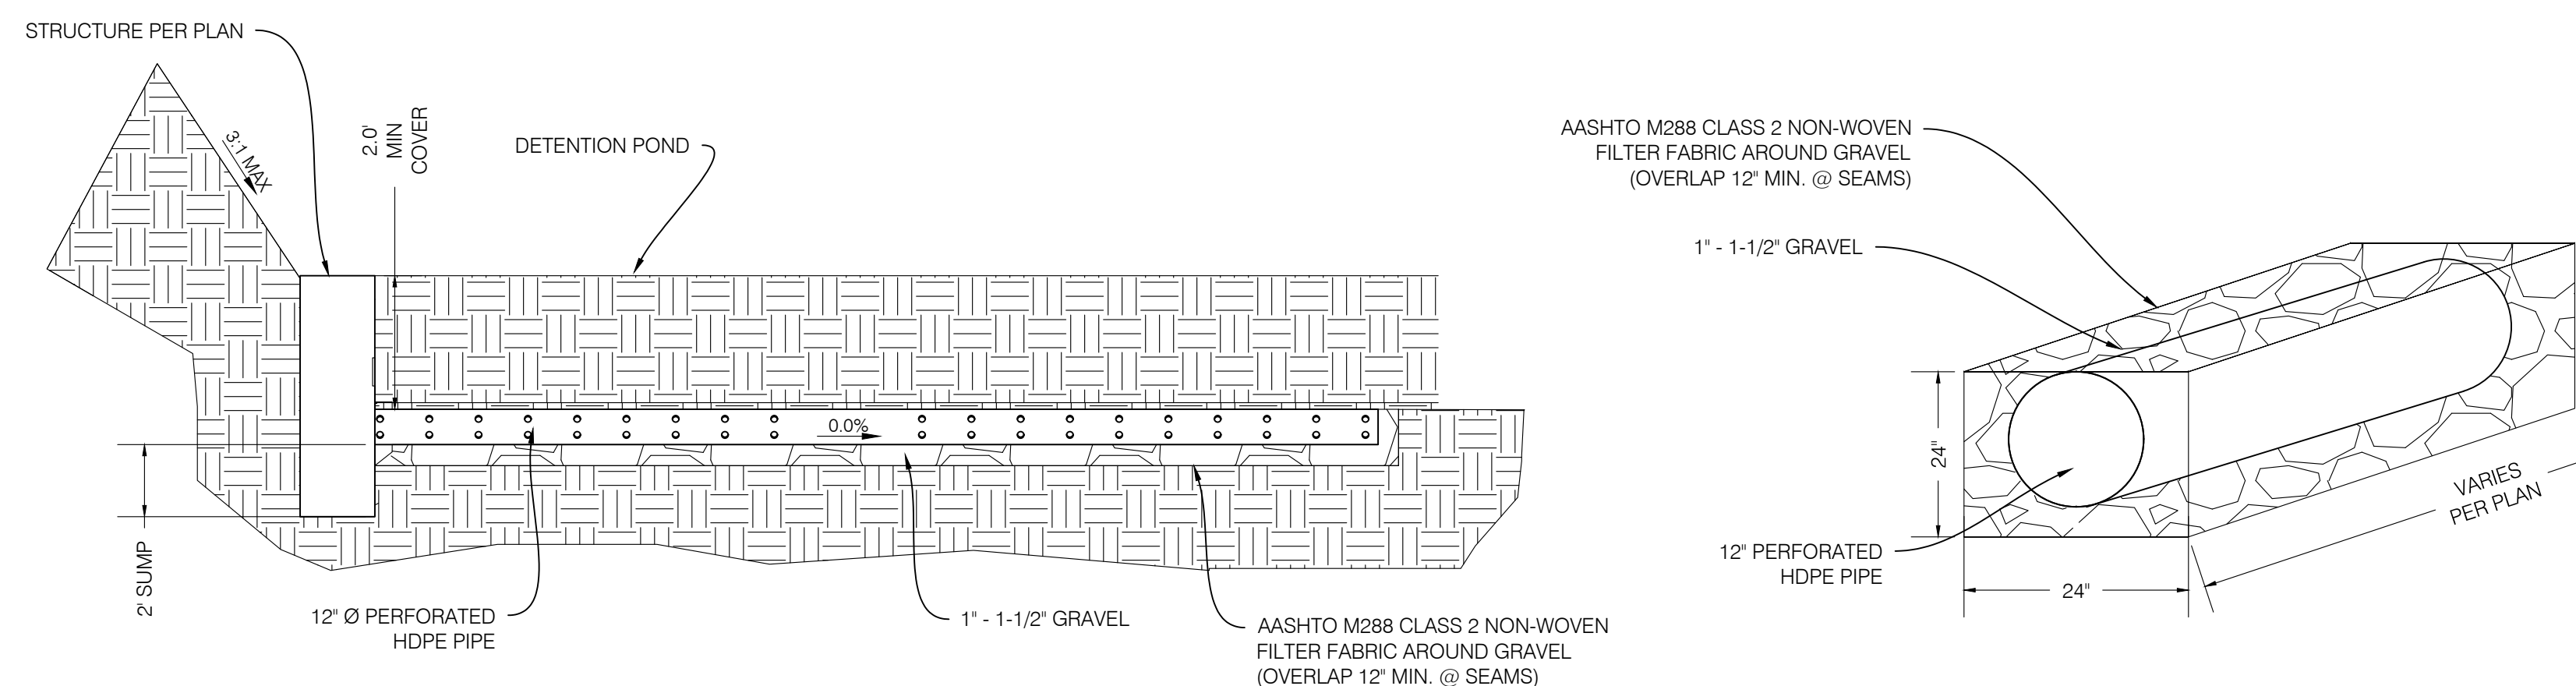 STRUCTURE PER PLAN
3:1 MAX
2.0'
MIN
COVER
DETENTION POND
0.0%
2' SUMP
12" Ø PERFORATED
HDPE PIPE
1" - 1-1/2" GRAVEL
AASHTO M288 CLASS 2 NON-WOVEN
FILTER FABRIC AROUND GRAVEL
(OVERLAP 12" MIN. @ SEAMS)
AASHTO M288 CLASS 2 NON-WOVEN
FILTER FABRIC AROUND GRAVEL
(OVERLAP 12" MIN. @ SEAMS)
1" - 1-1/2" GRAVEL
24"
12" PERFORATED
HDPE PIPE
24"
VARIES
PER PLAN